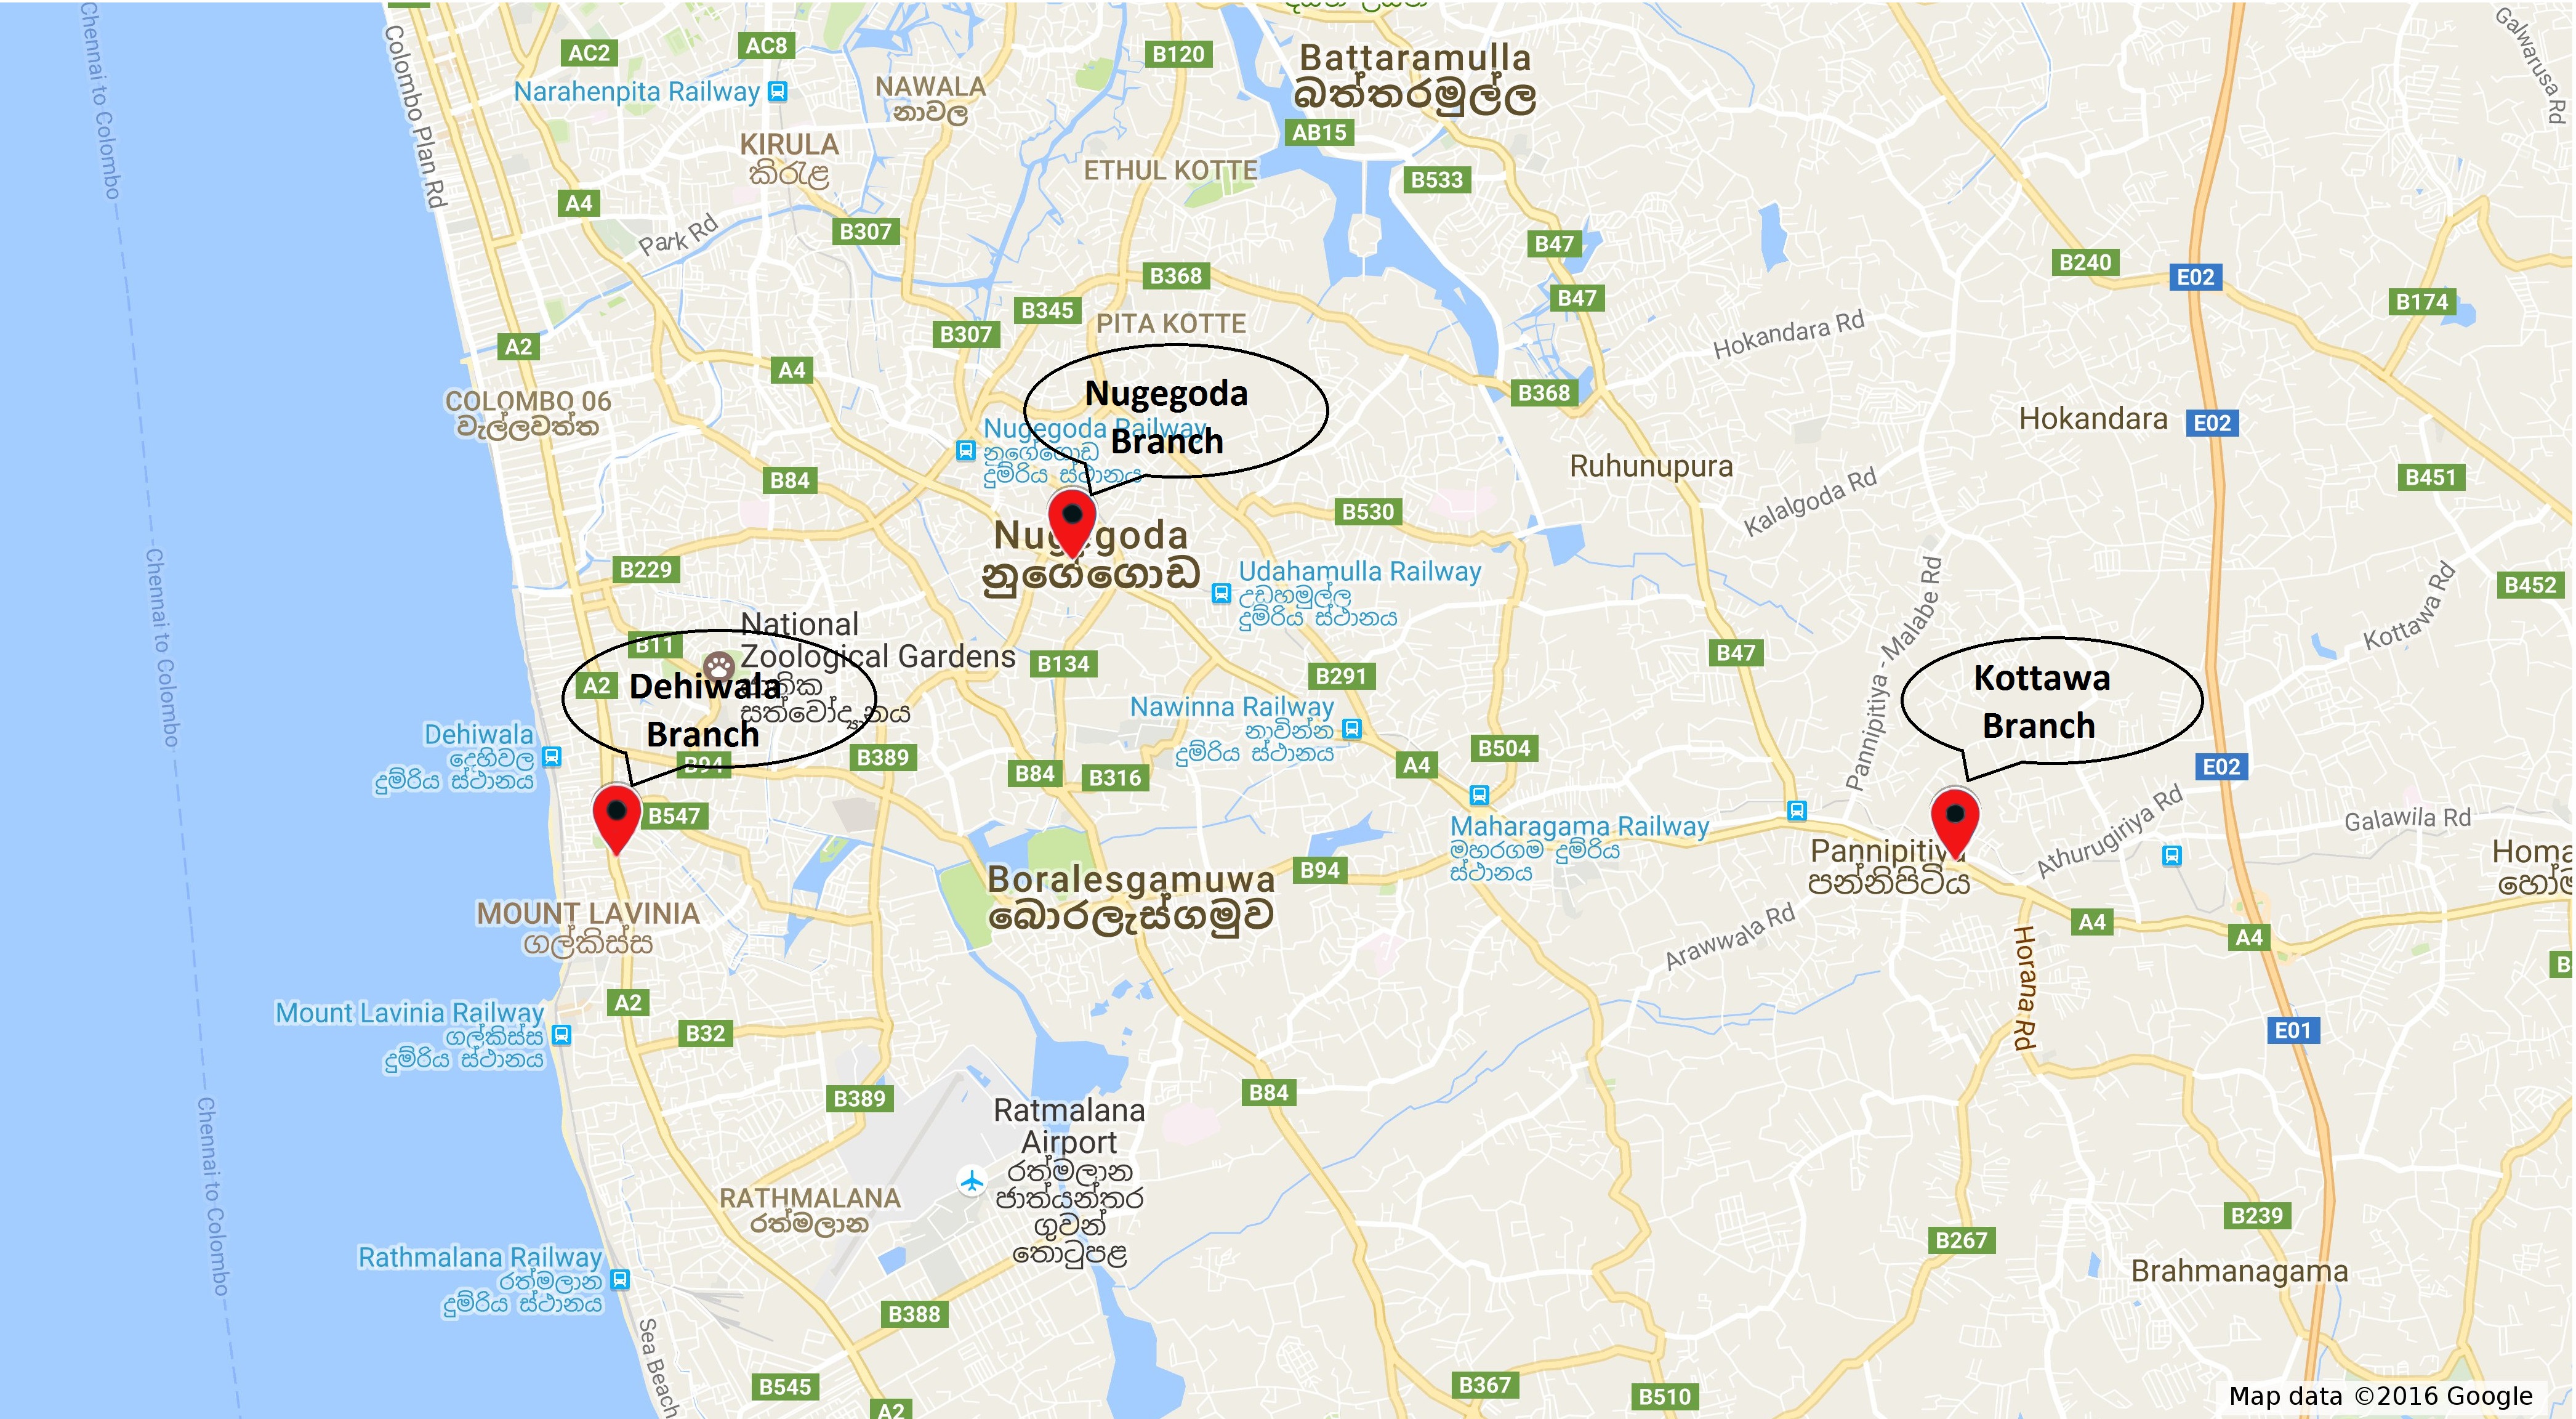 Chennai to Colombo
Colombo Plan Rd
AC2
AC8
B120
Battaramulla
බත්තරමුල්ල
Galwarusa Rd
Narahenpita Railway
NAWALA
නාවල
AB15
KIRULA
කිරුළ
ETHUL KOTTE
B533
A4
Park Rd
B307
B47
B240
E02
B368
B345
B47
B174
B307
PITA KOTTE
Hokandara Rd
A2
A4
B368
COLOMBO 06
වැල්ලවත්ත
Nugegoda
Branch
Nugegoda Railway
නුගේගොඩ
දුම්රිය ස්ථානය
Hokandara
E02
Ruhunupura
B84
B451
Kalalgoda Rd
B530
Nugegoda
නුගේගොඩ
B229
Udahamulla Railway
උඩහමුල්ල
දුම්රිය ස්ථානය
Pannipitiya - Malabe Rd
B452
Kottawa Rd
Chennai to Colombo
National
Zoological Gardens
සත්වෝද්‍යානය
B11
A2
Dehiwala
Branch
B134
B291
B47
Kottawa
Branch
Nawinna Railway
නාවින්න
දුම්රිය ස්ථානය
Dehiwala
දෙහිවල
දුම්රිය ස්ථානය
B94
B389
B84
B316
A4
B504
E02
B547
Maharagama Railway
මහරගම දුම්රිය
ස්ථානය
Pannipitiya
පන්නිපිටිය
Athurugiriya Rd
Galawila Rd
Homa
හෝම
Boralesgamuwa
බොරලැස්ගමුව
B94
MOUNT LAVINIA
ගල්කිස්ස
Arawwala Rd
A4
A4
B
Horana Rd
A2
Mount Lavinia Railway
ගල්කිස්ස
දුම්රිය ස්ථානය
B32
E01
B389
B84
Ratmalana
Airport
රත්මලාන
ජාත්යන්තර
ගුවන්
තොටුපළ
Chennai to Colombo
RATHMALANA
රත්මලාන
B239
B267
Rathmalana Railway
රත්මලාන
දුම්රිය ස්ථානය
Brahmanagama
B388
Sea Beach
B545
A2
B367
B510
Map data ©2016 Google